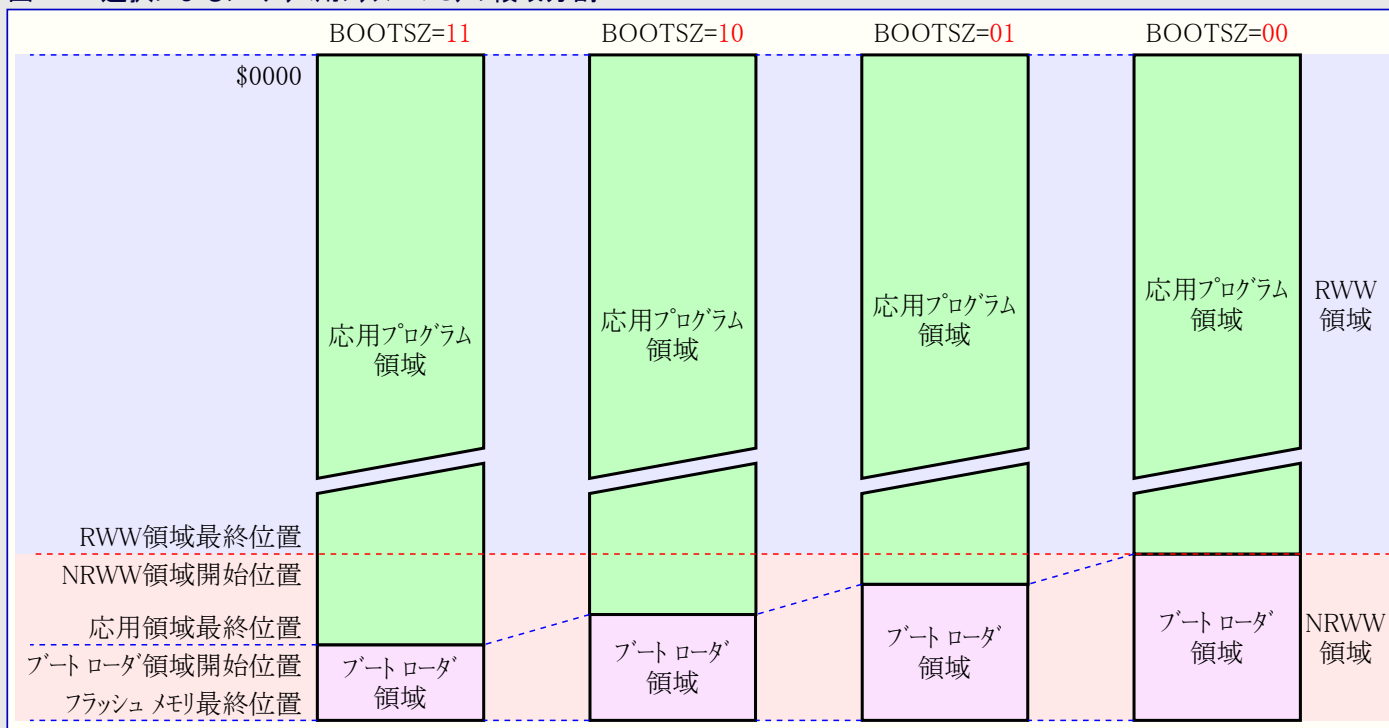 BOOTSZ=11
BOOTSZ=10
BOOTSZ=01
BOOTSZ=00
$0000
応用プログラム
領域
応用プログラム
領域
応用プログラム
領域
応用プログラム
領域
RWW
領域
RWW領域最終位置
NRWW領域開始位置
応用領域最終位置
ブート ローダ領域開始位置
フラッシュ メモリ最終位置
ブート ローダ
領域
ブート ローダ
領域
ブート ローダ
領域
ブート ローダ
領域
NRWW
領域